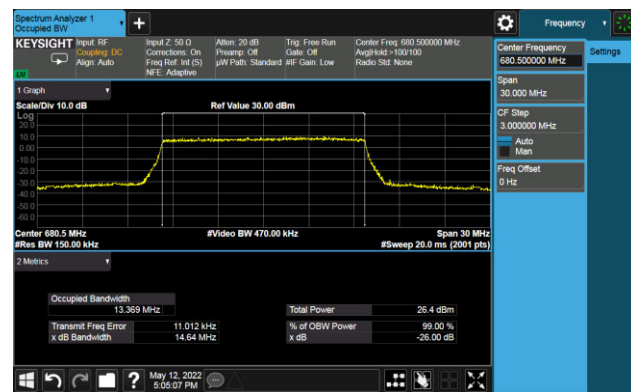 Spectrum Analyzer 1
Occupied BW
Frequency
KEYSIGHT
Input: RF
Coupling: DC
Align: Auto
Input Z: 50 Ω
Corrections: On
Freq Ref: Int (S)
NFE: Adaptive
Atten: 20 dB
Preamp: Off
µW Path: Standard
Trig: Free Run
Gate: Off
#IF Gain: Low
Center Freq: 680.500000 MHz
Avg|Hold:>100/100
Radio Std: None
Center Frequency
680.500000 MHz
Settings
Span
30.000 MHz
CF Step
3.000000 MHz
Auto
Man
Freq Offset
0 Hz
1 Graph
Scale/Div 10.0 dB
Ref Value 30.00 dBm
Log
20.0
10.0
0.00
-10.0
-20.0
-30.0
-40.0
-50.0
-60.0
Center 680.5 MHz
#Video BW 470.00 kHz
Span 30 MHz
#Res BW 150.00 kHz
#Sweep 20.0 ms (2001 pts)
2 Metrics
Occupied Bandwidth
13.369 MHz
Total Power
26.4 dBm
Transmit Freq Error
11.012 kHz
% of OBW Power
99.00 %
x dB Bandwidth
14.64 MHz
x dB
-26.00 dB
?
May 12, 2022
5:05:07 PM